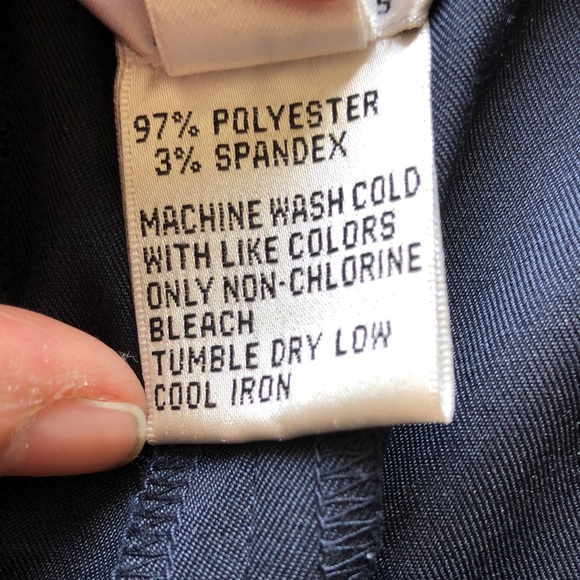 5
97% POLYESTER
3% SPANDEX
MACHINE WASH COLD
WITH LIKE COLORS
ONLY NON-CHLORINE
BLEACH
TUMBLE DRY LOW
COOL IRON